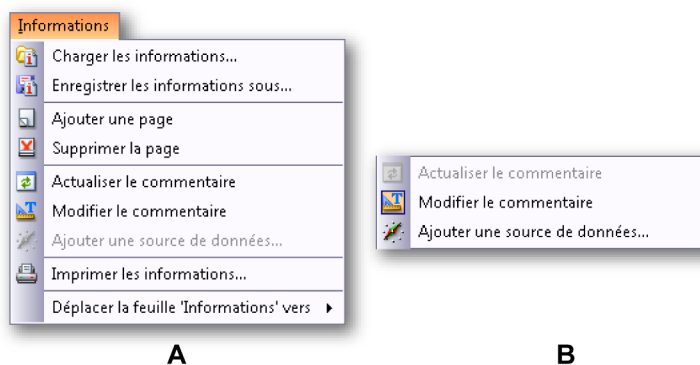 Informations
Charger les informations...
Enregistrer les informations sous...
Ajouter une page
Supprimer la page
Actualiser le commentaire
Modifier le commentaire
Ajouter une source de données...
Imprimer les informations...
Déplacer la feuille 'Informations' vers
A
Actualiser le commentaire
Modifier le commentaire
Ajouter une source de données...
B